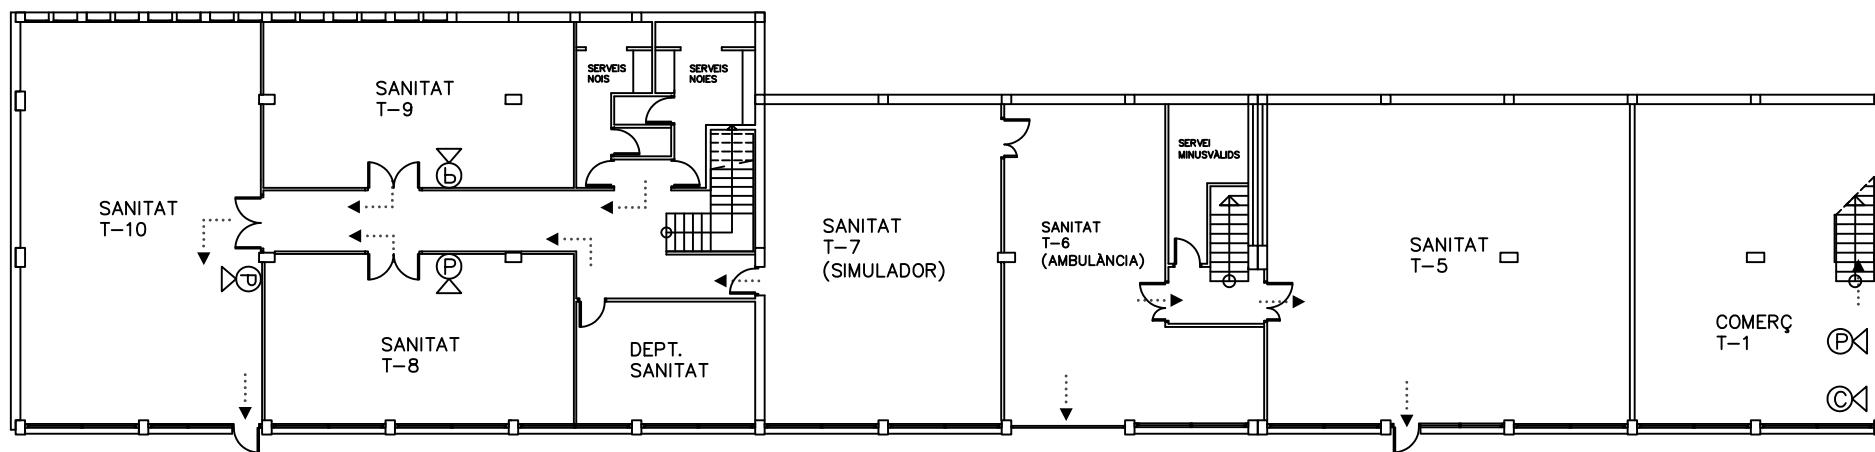 SERVEIS
NOIS
SERVEIS
NOIES
SANITAT
T-9
SERVEI
MINUSVÀLIDS
P
SANITAT
T-10
SANITAT
T-7
(SIMULADOR)
SANITAT
T-6
(AMBULÀNCIA)
SANITAT
T-5
P
P
COMERÇ
T-1
P
SANITAT
T-8
DEPT.
SANITAT
C